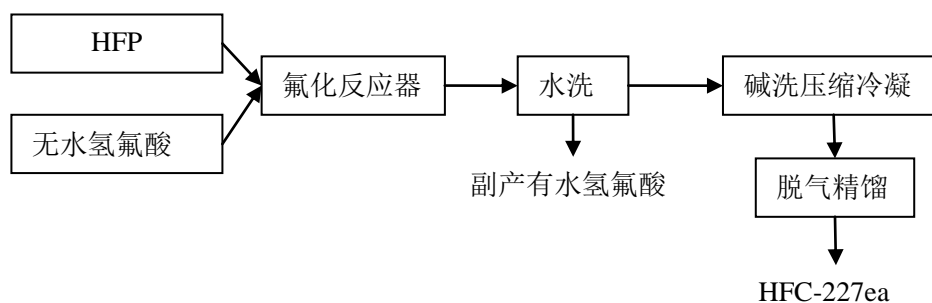 HFP
无水氢氟酸
氟化反应器
水洗
碱洗压缩冷凝
副产有水氢氟酸
脱气精馏
HFC-227ea